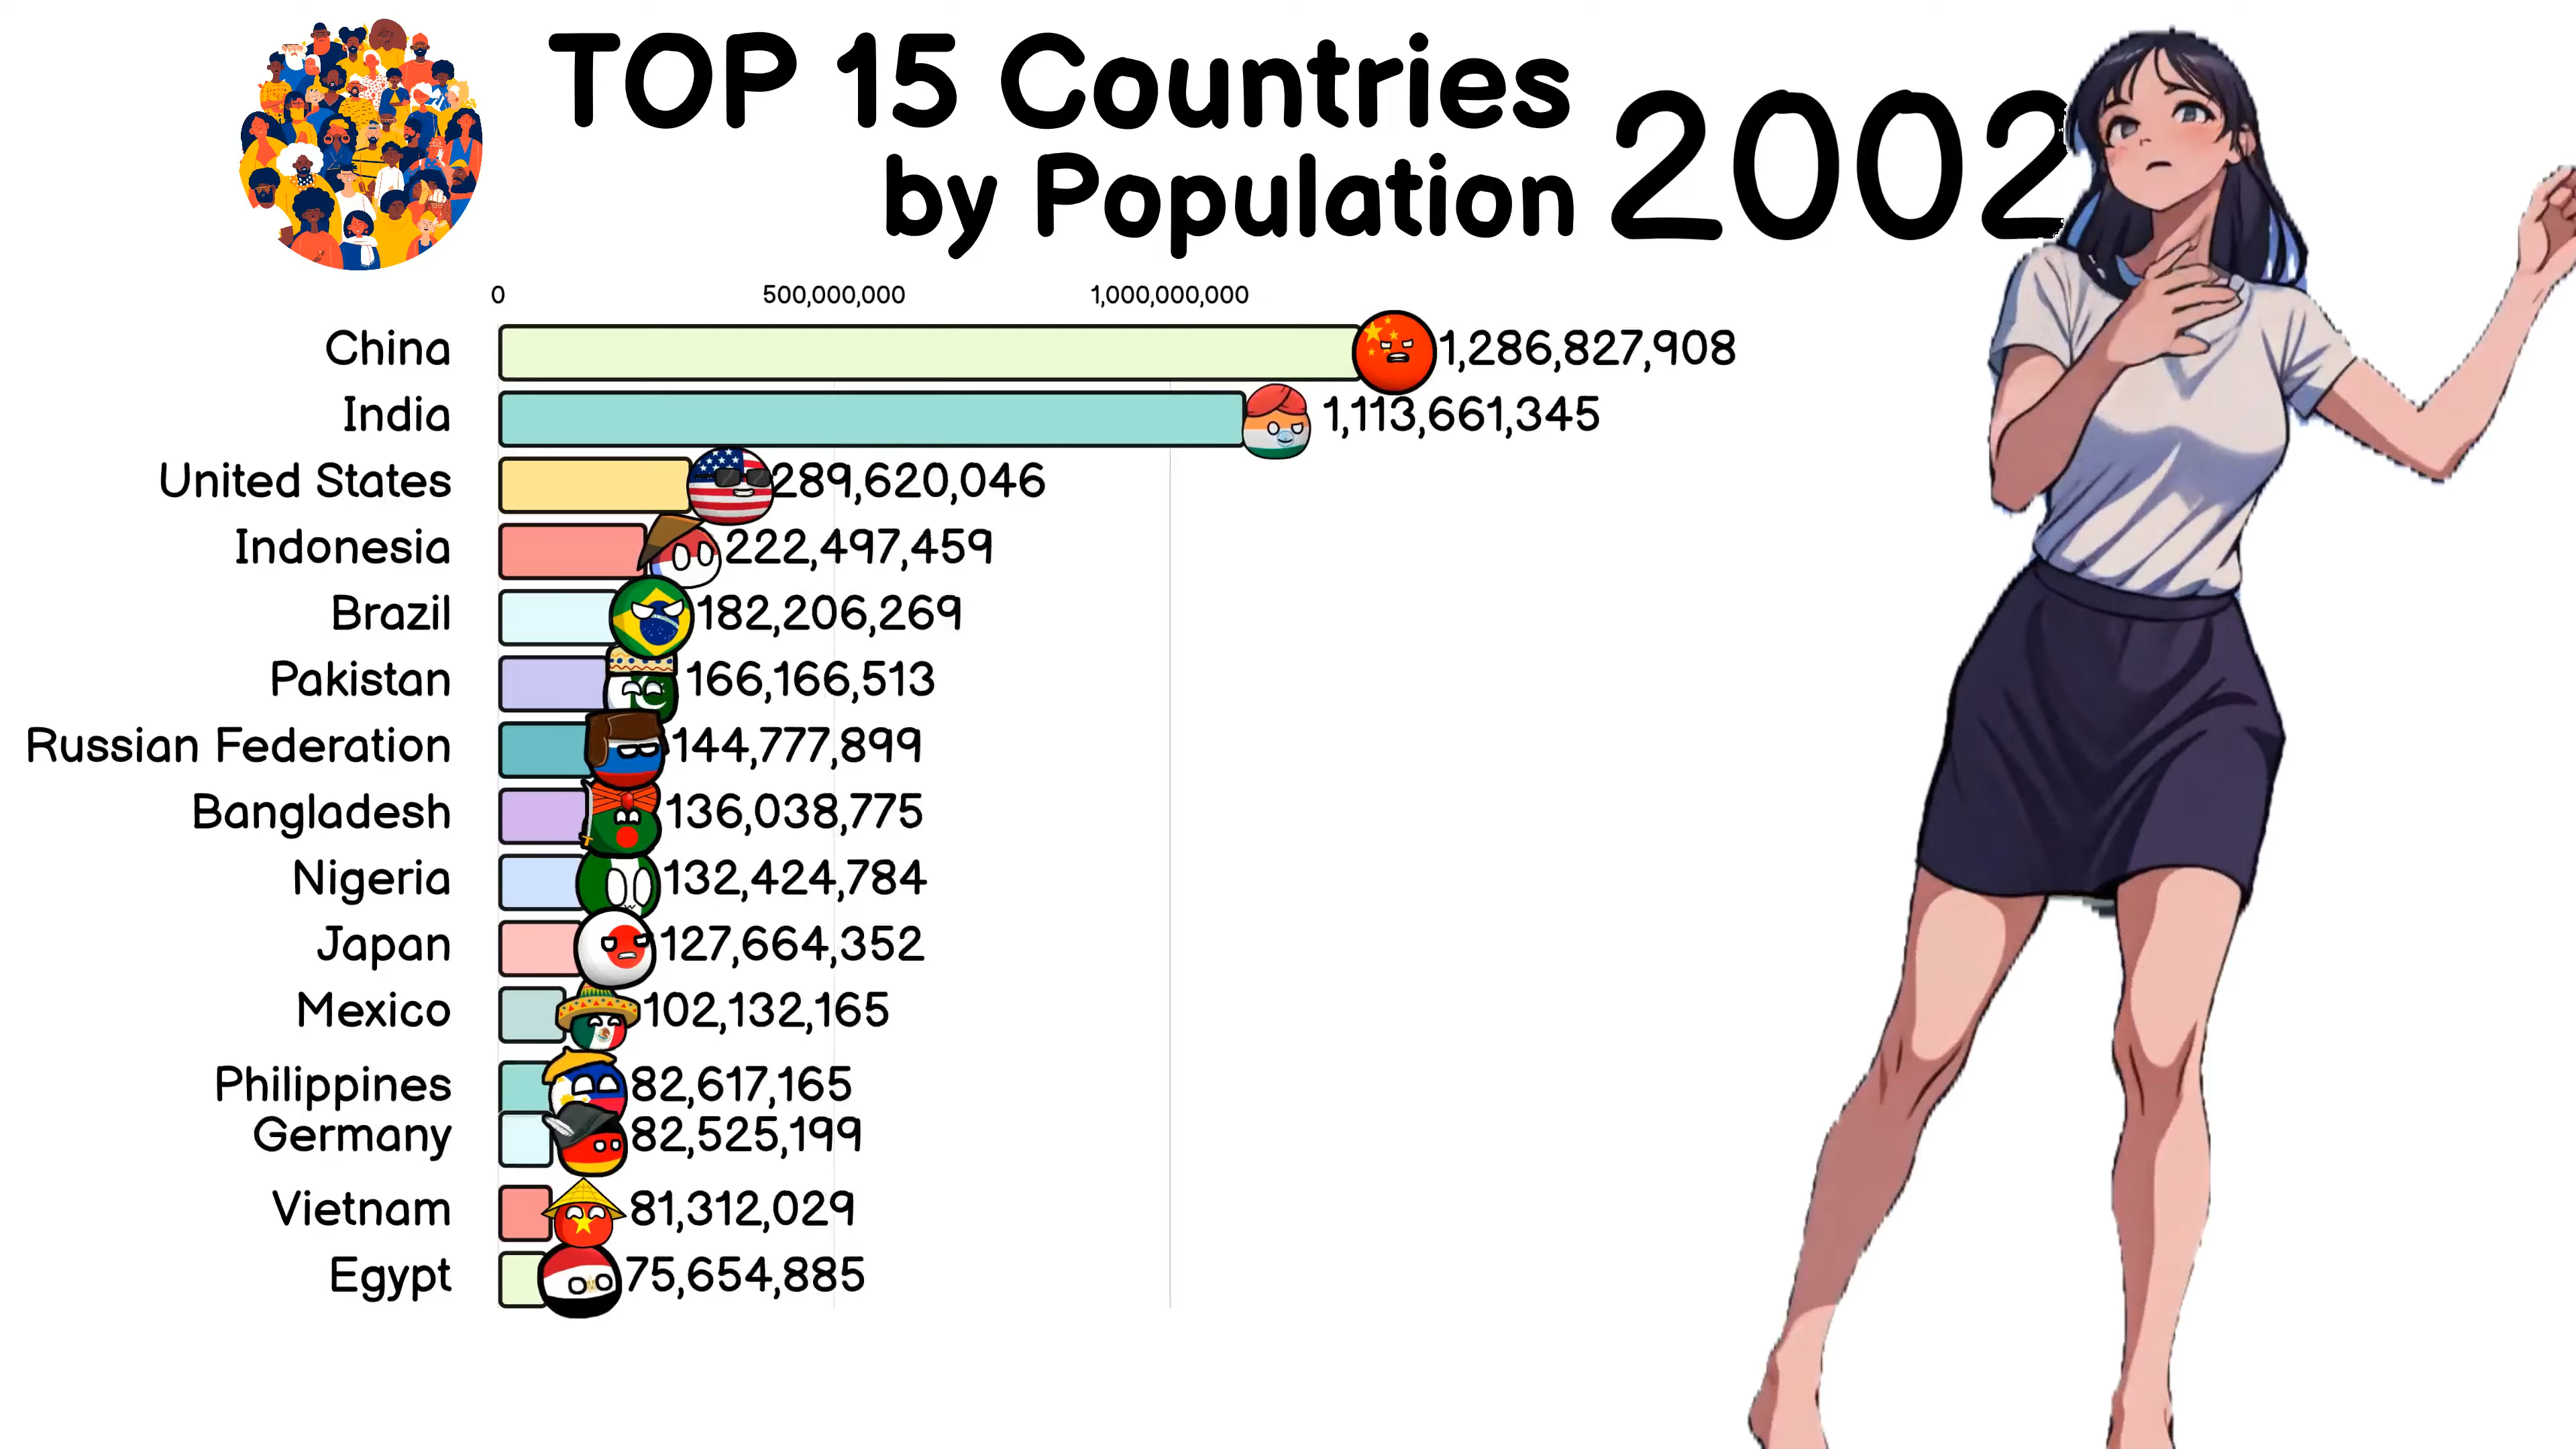 TOP 15 Countries
by Population
2002
0 500,000,000 1,000,000,000
China 1,286,827,908
India 1,113,661,345
United States 289,620,046
Indonesia 222,497,459
Brazil 182,206,269
Pakistan 166,166,513
Russian Federation 144,777,899
Bangladesh 136,038,775
Nigeria 132,424,784
Japan 127,664,352
Mexico 102,132,165
Philippines 82,617,165
Germany 82,525,199
Vietnam 81,312,029
Egypt 75,654,885